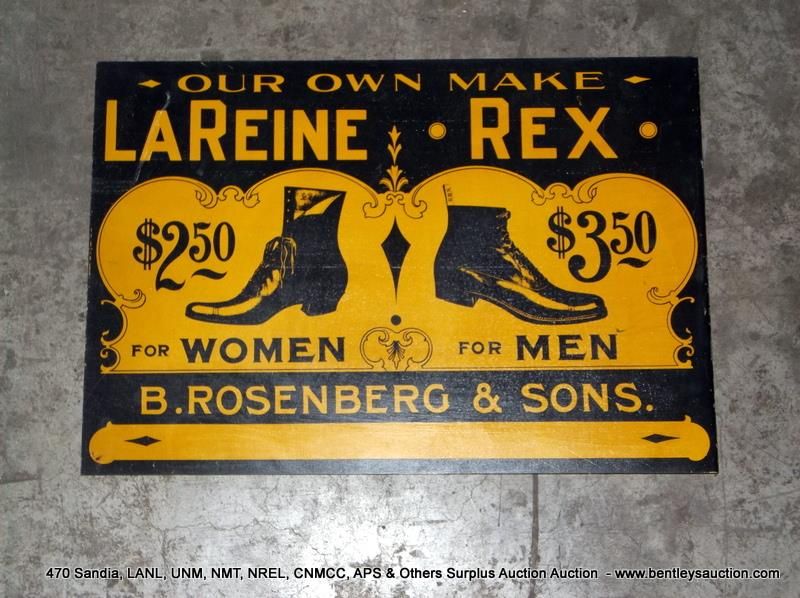 OUR OWN MAKE
LAREINE • REX •
$2.50 $3.50
FOR WOMEN FOR MEN
B. ROSENBERG & SONS.
470 Sandia, LANL, UNM, NMT, NREL, CNMCC, APS & Others Surplus Auction Auction - www.bentleysauction.com